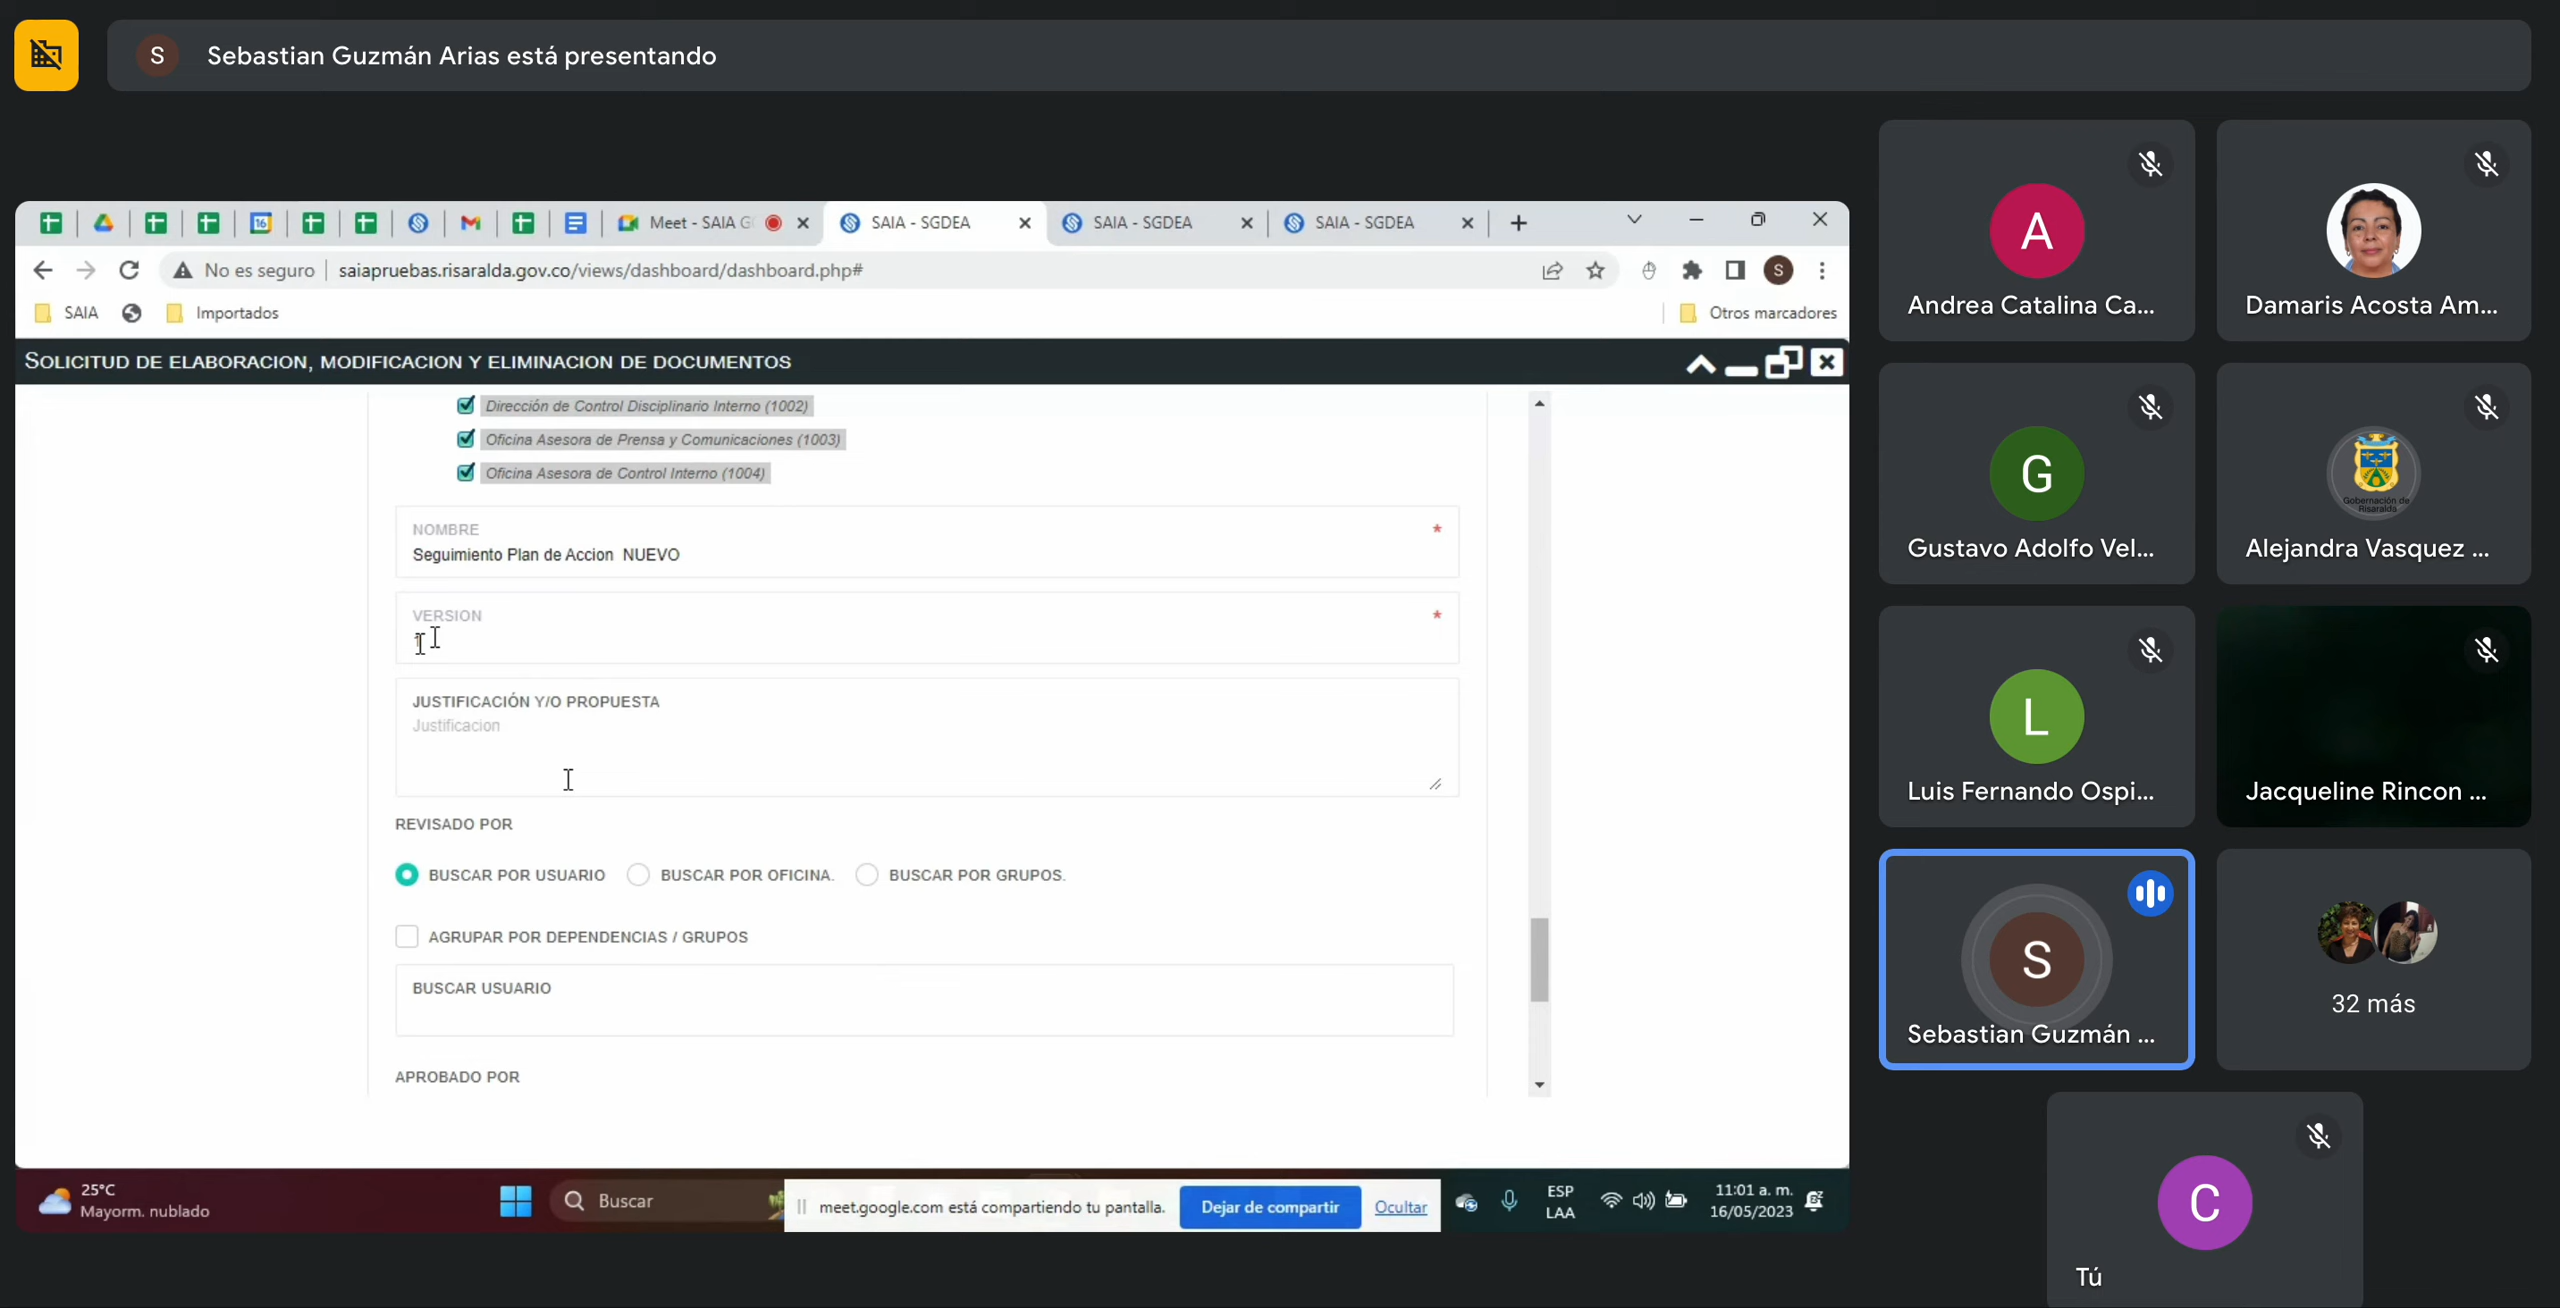 S Sebastian Guzmán Arias está presentando
Meet - SAIA G
SAIA - SGDEA
SAIA - SGDEA
SAIA - SGDEA
16
No es seguro saiapruebas.risaralda.gov.co/views/dashboard/dashboard.php#
S
SAIA
Importados
Otros marcadores
SOLICITUD DE ELABORACION, MODIFICACION Y ELIMINACION DE DOCUMENTOS
Dirección de Control Disciplinario Interno (1002)
Oficina Asesora de Prensa y Comunicaciones (1003)
Oficina Asesora de Control Interno (1004)
NOMBRE *
Seguimiento Plan de Accion NUEVO
VERSION *
JUSTIFICACIÓN Y/O PROPUESTA
Justificacion
REVISADO POR
BUSCAR POR USUARIO BUSCAR POR OFICINA. BUSCAR POR GRUPOS.
AGRUPAR POR DEPENDENCIAS / GRUPOS
BUSCAR USUARIO
APROBADO POR
25°C
Mayorm. nublado
Buscar
meet.google.com está compartiendo tu pantalla.
Dejar de compartir
Ocultar
ESP
LAA
11:01 a. m.
16/05/2023
A
Andrea Catalina Ca...
Damaris Acosta Am...
G
Gustavo Adolfo Vel...
Gobernación de
Risaralda
Alejandra Vasquez ...
L
Luis Fernando Ospi...
Jacqueline Rincon ...
S
Sebastian Guzmán ...
32 más
C
Tú